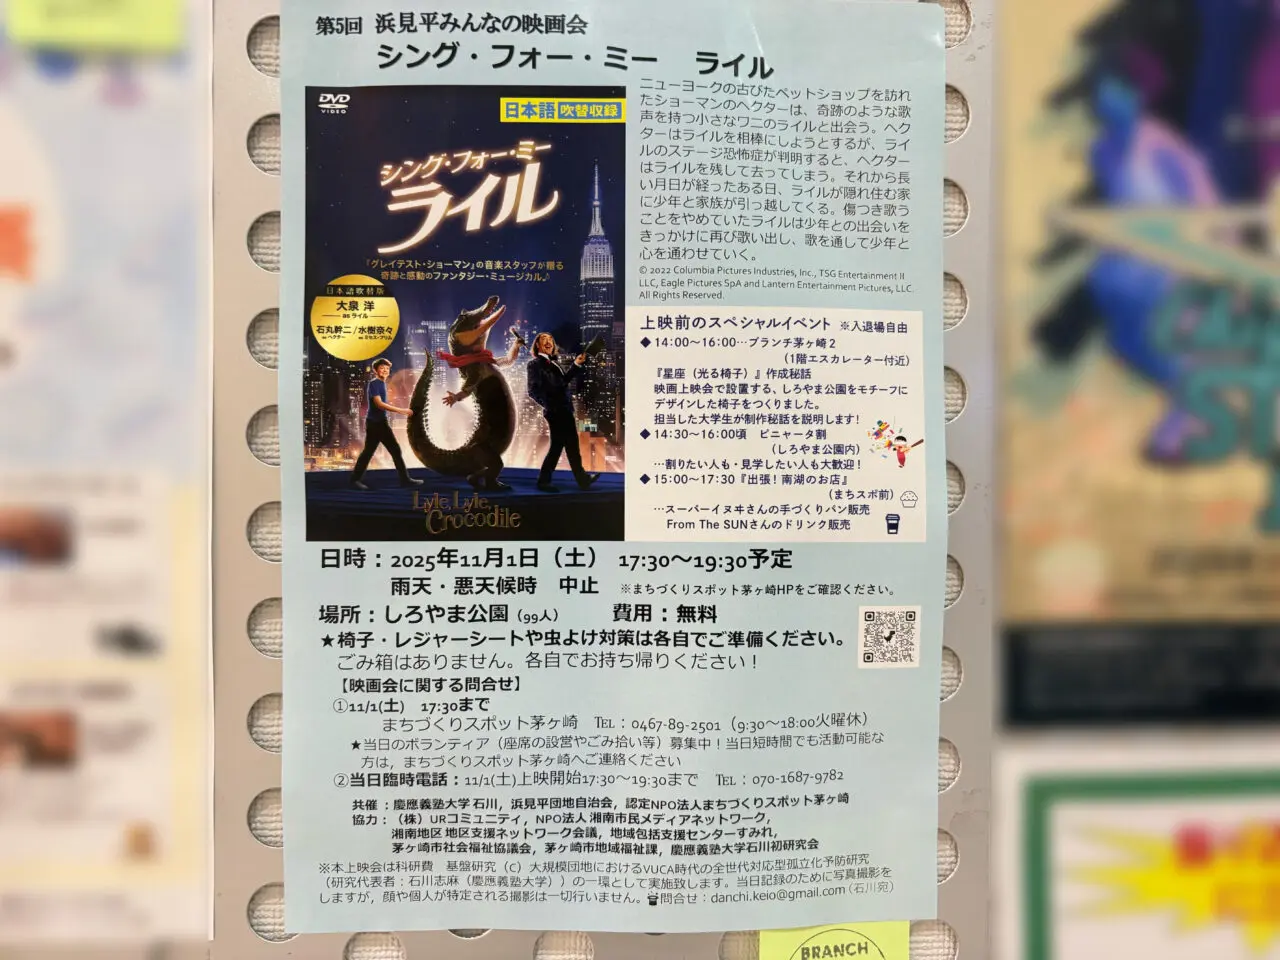 第5回 浜見平みんなの映画会
シング・フォー・ミー ライル
DVD
VIDEO
日本語 吹替収録
シング・フォー・ミー
ライル
『グレイテスト・ショーマン』の音楽スタッフが贈る
奇跡と感動のファンタジー・ミュージカル♪
日本語吹替版
大泉 洋
as ライル
石丸幹二/水樹奈々
as ヘクター as ミセス・プリム
Lyle, Lyle,
Crocodile
ニューヨークの古びたペットショップを訪れ
たショーマンのヘクターは、奇跡のような歌
声を持つ小さなワニのライルと出会う。ヘク
ターはライルを相棒にしようとするが、ライ
ルのステージ恐怖症が判明すると、ヘクター
はライルを残して去ってしまう。それから長
い月日が経ったある日、ライルが隠れ住む家
に少年と家族が引っ越してくる。傷つき歌う
ことをやめていたライルは少年との出会いを
きっかけに再び歌い出し、歌を通して少年と
心を通わせていく。
© 2022 Columbia Pictures Industries, Inc., TSG Entertainment II
LLC, Eagle Pictures SpA and Lantern Entertainment Pictures, LLC.
All Rights Reserved.
上映前のスペシャルイベント ※入退場自由
◆14:00～16:00…ブランチ茅ヶ崎2
(1階エスカレーター付近)
『星座（光る椅子）』作成秘話
映画上映会で設置する、しろやま公園をモチーフに
デザインした椅子をつくりました。
担当した大学生が制作秘話を説明します！
◆14:30～16:00頃 ピニャータ割
（しろやま公園内）
…割りたい人も・見学したい人も大歓迎！
◆15:00～17:30『出張！南湖のお店』
（まちスポ前）
…スーパーイヌヰさんの手づくりパン販売
From The SUNさんのドリンク販売
日時：2025年11月1日（土） 17:30～19:30予定
雨天・悪天候時 中止 ※まちづくりスポット茅ヶ崎HPをご確認ください。
場所：しろやま公園（99人） 費用：無料
★椅子・レジャーシートや虫よけ対策は各自でご準備ください。
ごみ箱はありません。各自でお持ち帰りください！
【映画会に関する問合せ】
①11/1(土) 17:30まで
まちづくりスポット茅ヶ崎 TEL：0467-89-2501（9:30～18:00火曜休）
★当日のボランティア（座席の設営やごみ拾い等）募集中！当日短時間でも活動可能な
方は，まちづくりスポット茅ヶ崎へご連絡ください
②当日臨時電話：11/1(土)上映開始17:30～19:30まで TEL：070-1687-9782
共催：慶應義塾大学 石川，浜見平団地自治会，認定NPO法人まちづくりスポット茅ヶ崎
協力：（株）URコミュニティ，NPO法人 湘南市民メディアネットワーク，
湘南地区 地区支援ネットワーク会議，地域包括支援センターすみれ，
茅ヶ崎市社会福祉協議会，茅ヶ崎市地域福祉課，慶應義塾大学石川初研究会
※本上映会は科研費 基盤研究（C）大規模団地におけるVUCA時代の全世代対応型孤立化予防研究
（研究代表者：石川志麻（慶應義塾大学））の一環として実施致します。当日記録のために写真撮影を
しますが，顔や個人が特定される撮影は一切行いません。問合せ：danchi.keio@gmail.com（石川宛）
BRANCH